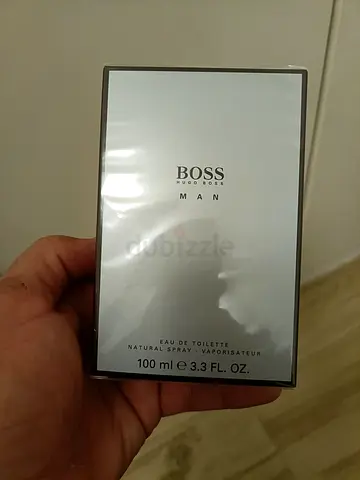 BOSS
HUGO BOSS
MAN
dubizzle
EAU DE TOILETTE
NATURAL SPRAY - VAPORISATEUR
100 ml ℮ 3.3 FL. OZ.